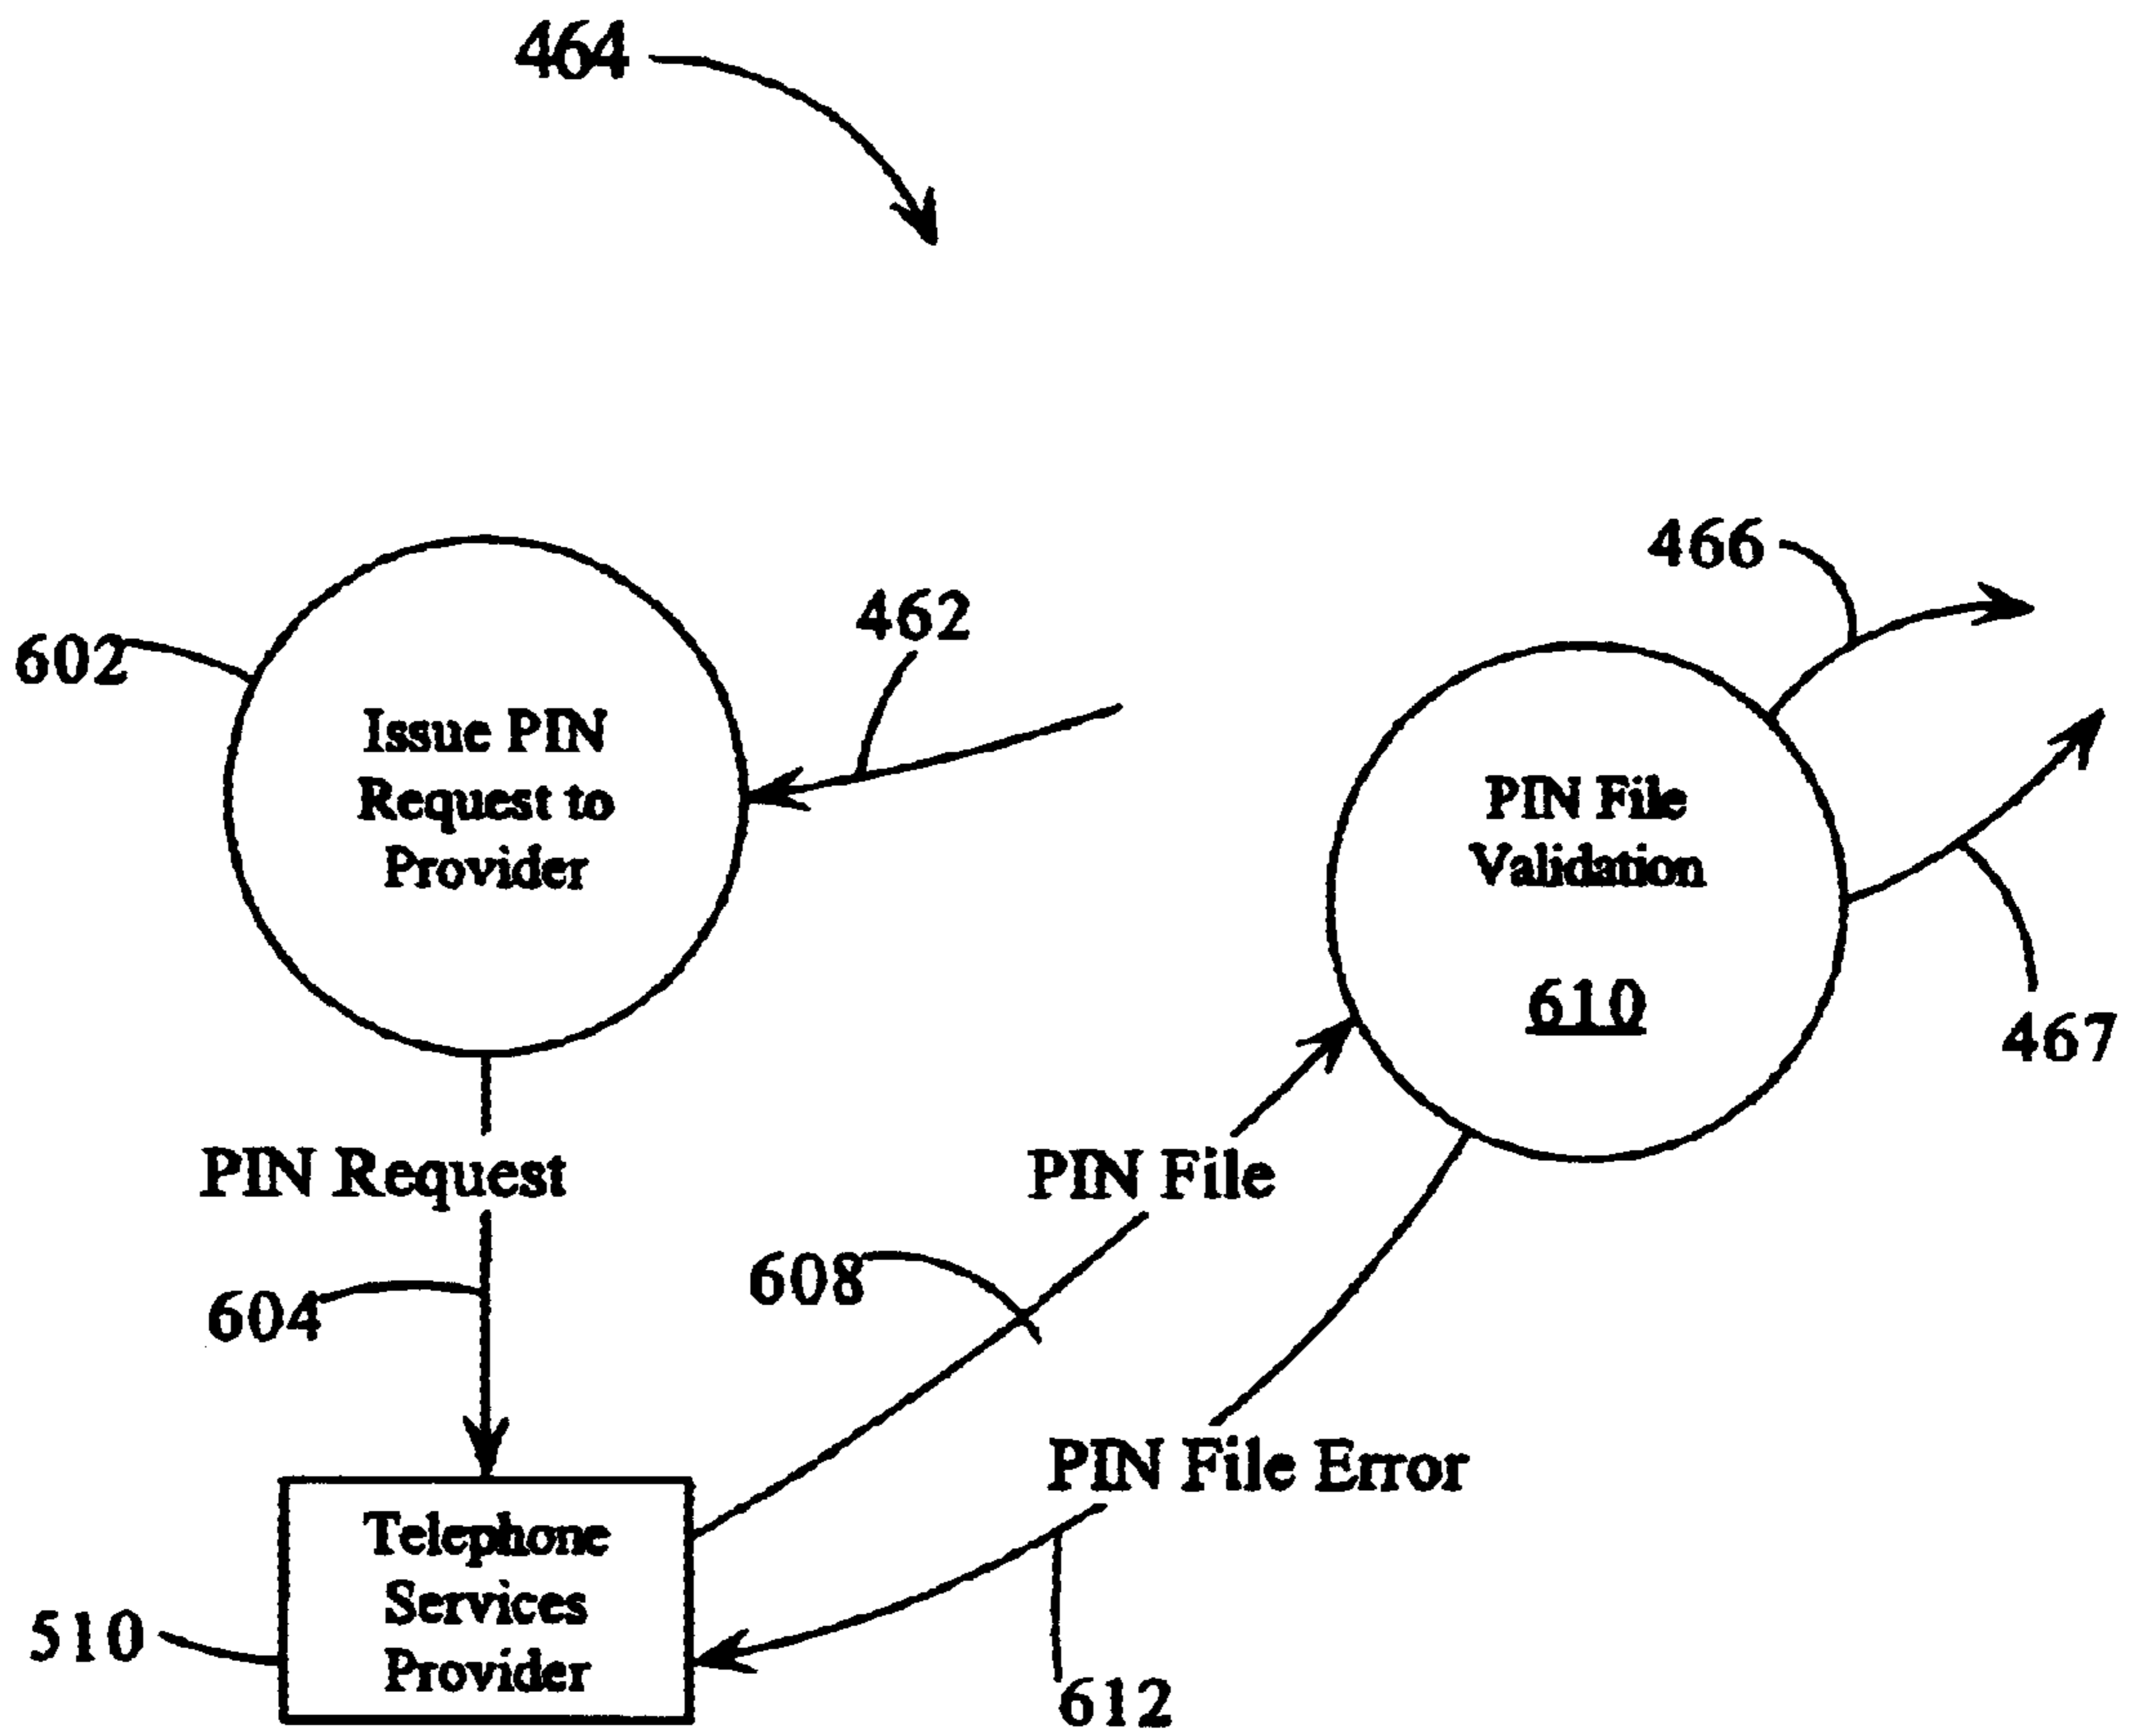 464
466
462
602
Issue PIN
Request to
Provider
PIN File
Validation
610
467
PIN Request
PIN File
608
604
PIN File Error
Telephone
Services
Provider
510
612